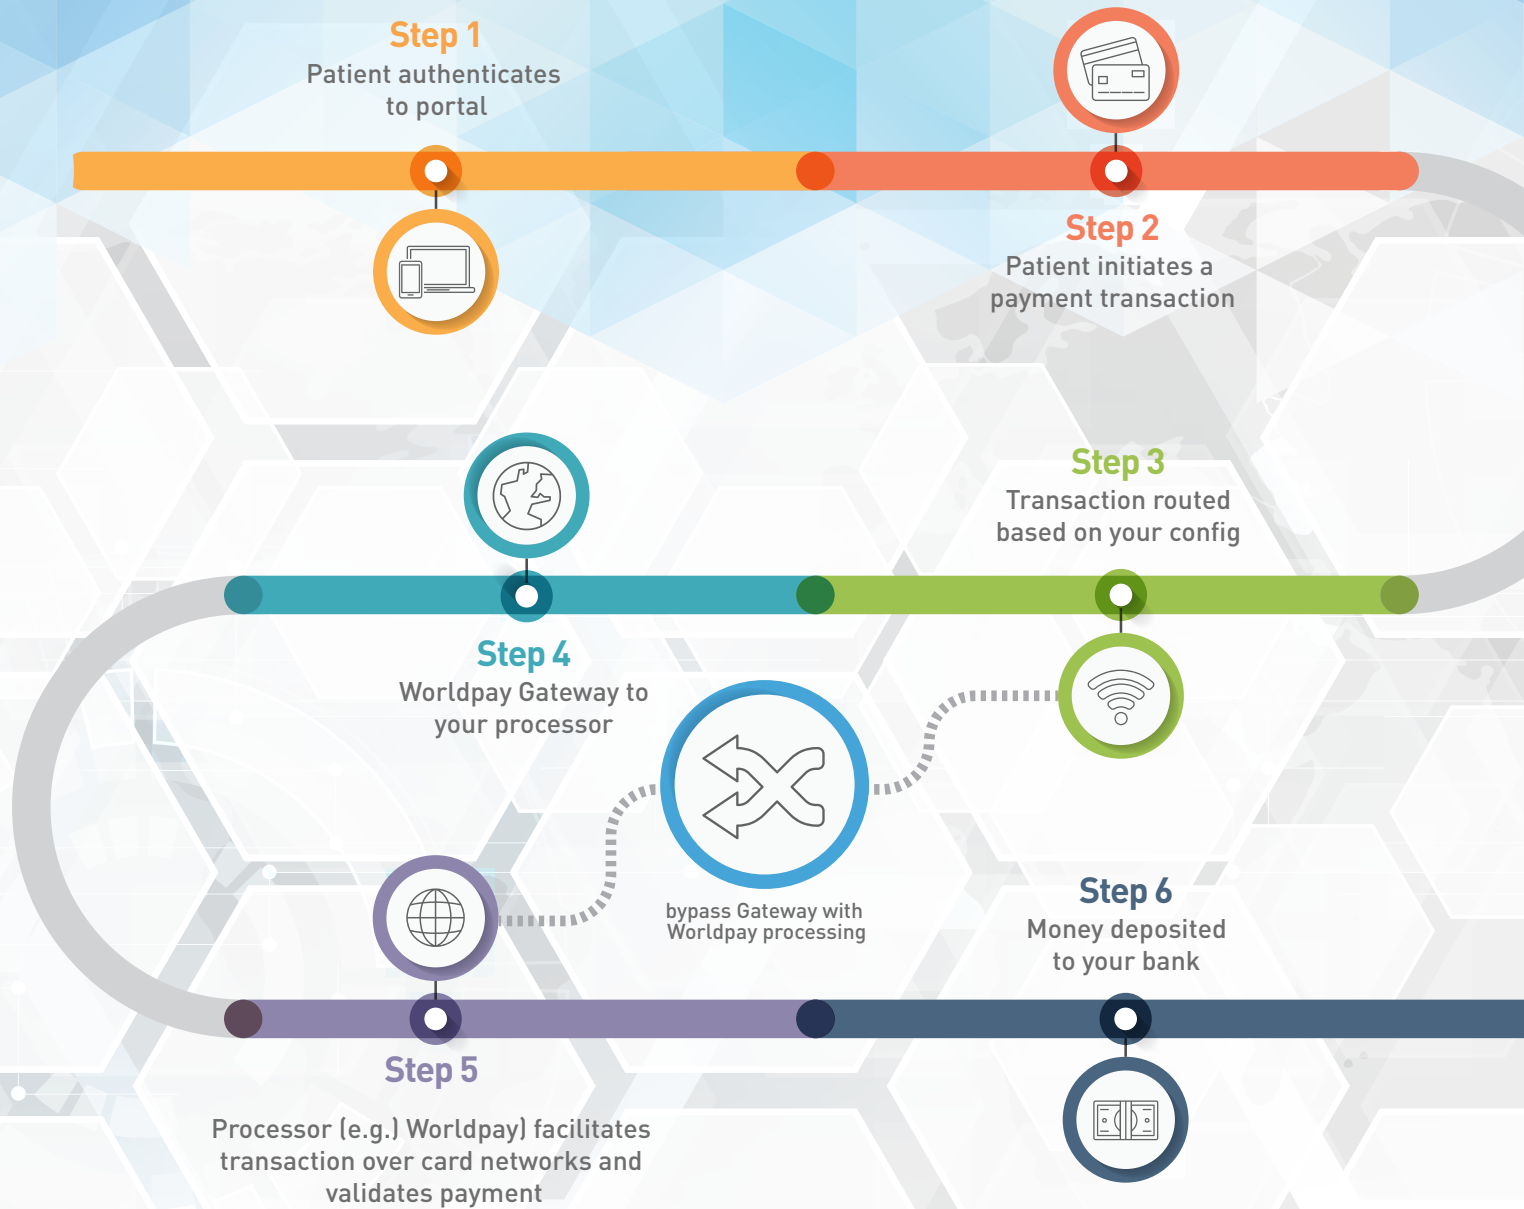 Step 1
Patient authenticates
to portal
Step 2
Patient initiates a
payment transaction
Step 3
Transaction routed
based on your config
Step 4
Worldpay Gateway to
your processor
bypass Gateway with
Worldpay processing
Step 5
Processor (e.g.) Worldpay) facilitates
transaction over card networks and
validates payment
Step 6
Money deposited
to your bank